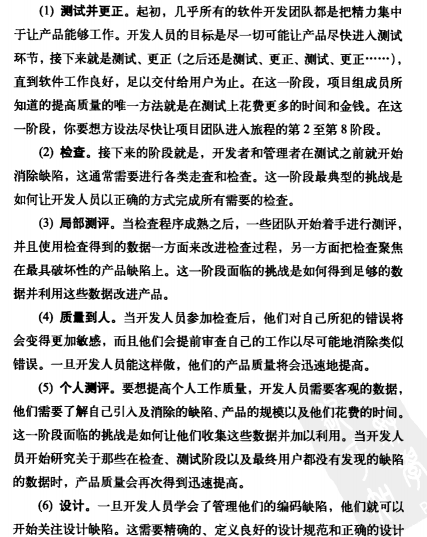 (1) 测试并更正。起初，几乎所有的软件开发团队都是把精力集中
于让产品能够工作。开发人员的目标是尽一切可能让产品尽快进入测试
环节，接下来就是测试、更正（之后还是测试、更正、测试、更正……），
直到软件工作良好，足以交付给用户为止。在这一阶段，项目组成员所
知道的提高质量的唯一方法就是在测试上花费更多的时间和金钱。在这
一阶段，你要想方设法尽快让项目团队进入旅程的第 2 至第 8 阶段。
(2) 检查。接下来的阶段就是，开发者和管理者在测试之前就开始
消除缺陷，这通常需要进行各类走查和检查。这一阶段最典型的挑战是
如何让开发人员以正确的方式完成所有需要的检查。
(3) 局部测评。当检查程序成熟之后，一些团队开始着手进行测评，
并且使用检查得到的数据一方面来改进检查过程，另一方面把检查聚焦
在最具破坏性的产品缺陷上。这一阶段面临的挑战是如何得到足够的数
据并利用这些数据改进产品。
(4) 质量到人。当开发人员参加检查后，他们对自己所犯的错误将
会变得更加敏感，而且他们会提前审查自己的工作以尽可能地消除类似
错误。一旦开发人员能这样做，他们的产品质量将会迅速地提高。
(5) 个人测评。要想提高个人工作质量，开发人员需要客观的数据，
他们需要了解自己引入及消除的缺陷、产品的规模以及他们花费的时间。
这一阶段面临的挑战是如何让他们收集这些数据并加以利用。当开发人
员开始研究关于那些在检查、测试阶段以及最终用户都没有发现的缺陷
的数据时，产品质量会再次得到迅速提高。
(6) 设计。一旦开发人员学会了管理他们的编码缺陷，他们就可以
开始关注设计缺陷。这需要精确的、定义良好的设计规范和正确的设计